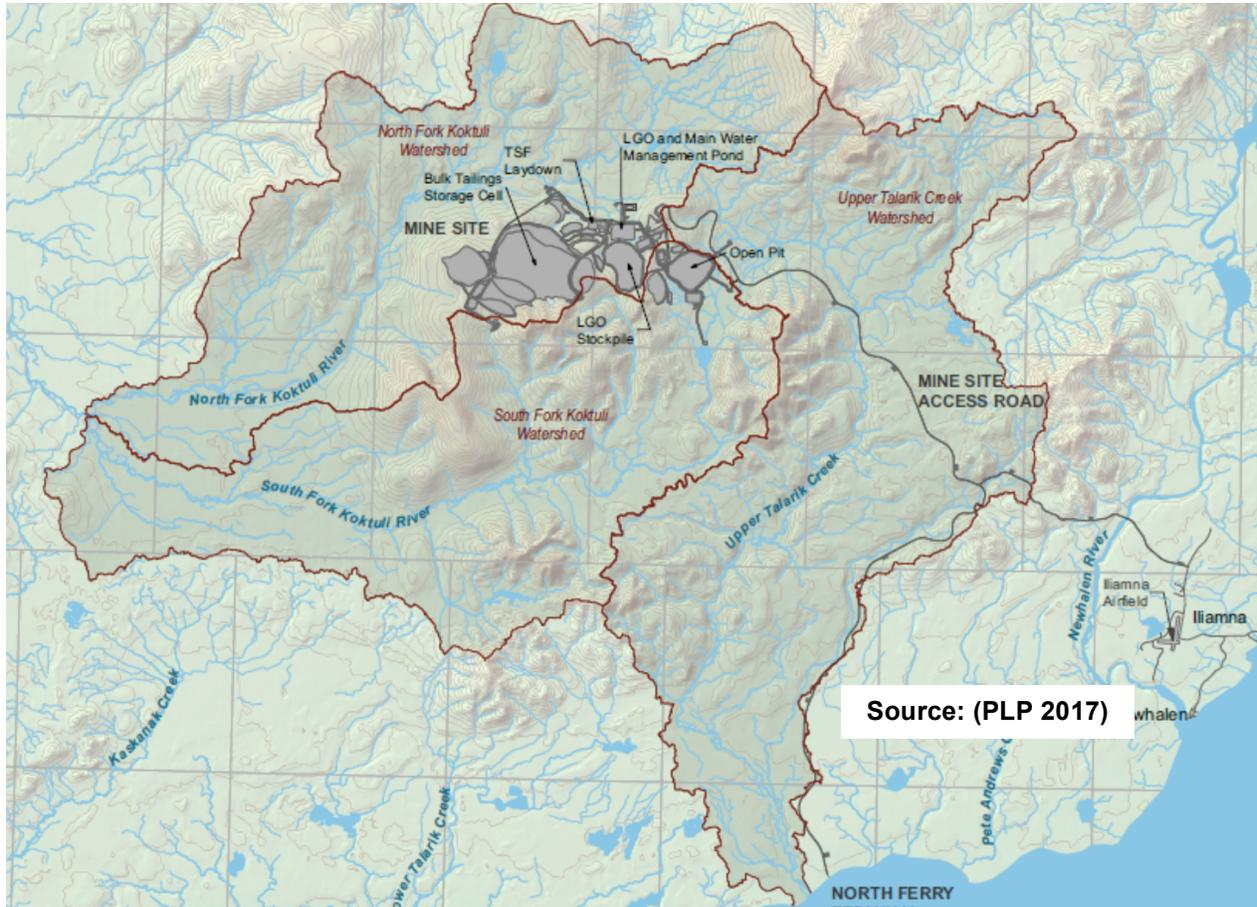 North Fork Koktuli
Watershed
TSF
Laydown
LGO and Main Water
Management Pond
Bulk Tailings
Storage Cell
MINE SITE
Upper Talarik Creek
Watershed
Open Pit
LGO
Stockpile
North Fork Koktuli River
MINE SITE
ACCESS ROAD
South Fork Koktuli
Watershed
South Fork Koktuli River
Upper Talarik Creek
Newhalen River
Iliamna
Airfield
Iliamna
Kaskanak Creek
Source: (PLP 2017)
whalen
Pete Andrews C
ower Talarik Creek
NORTH FERRY